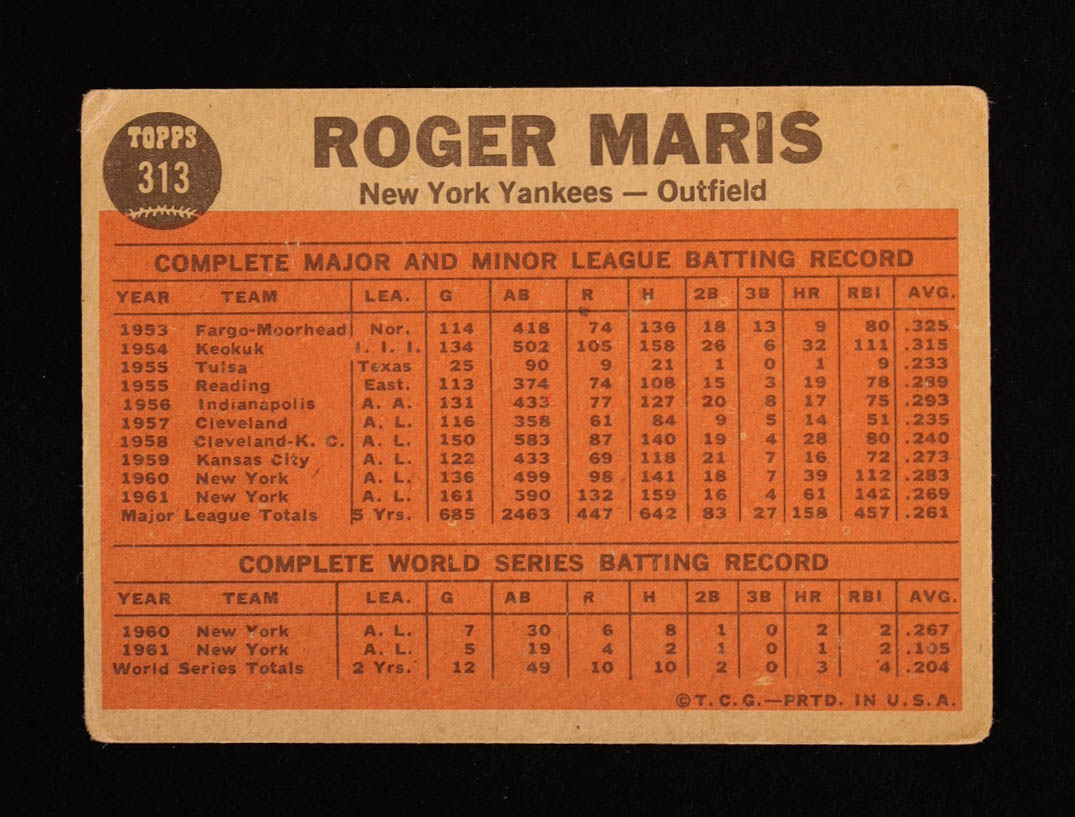 TOPPS
313
ROGER MARIS
New York Yankees — Outfield
COMPLETE MAJOR AND MINOR LEAGUE BATTING RECORD
YEAR TEAM LEA. G AB R H 2B 3B HR RBI AVG.
1953 Fargo-Moorhead Nor. 114 418 74 136 18 13 9 80 .325
1954 Keokuk I. I. I. 134 502 105 158 26 6 32 111 .315
1955 Tulsa Texas 25 90 9 21 1 0 1 9 .233
1955 Reading East. 113 374 74 108 15 3 19 78 .289
1956 Indianapolis A. A. 131 433 77 127 20 8 17 75 .293
1957 Cleveland A. L. 116 358 61 84 9 5 14 51 .235
1958 Cleveland-K. C. A. L. 150 583 87 140 19 4 28 80 .240
1959 Kansas City A. L. 122 433 69 118 21 7 16 72 .273
1960 New York A. L. 136 499 98 141 18 7 39 112 .283
1961 New York A. L. 161 590 132 159 16 4 61 142 .269
Major League Totals 5 Yrs. 685 2463 447 642 83 27 158 457 .261
COMPLETE WORLD SERIES BATTING RECORD
YEAR TEAM LEA. G AB R H 2B 3B HR RBI AVG.
1960 New York A. L. 7 30 6 8 1 0 2 2 .267
1961 New York A. L. 5 19 4 2 1 0 1 2 .105
World Series Totals 2 Yrs. 12 49 10 10 2 0 3 4 .204
©T. C. G.—PRTD. IN U. S. A.